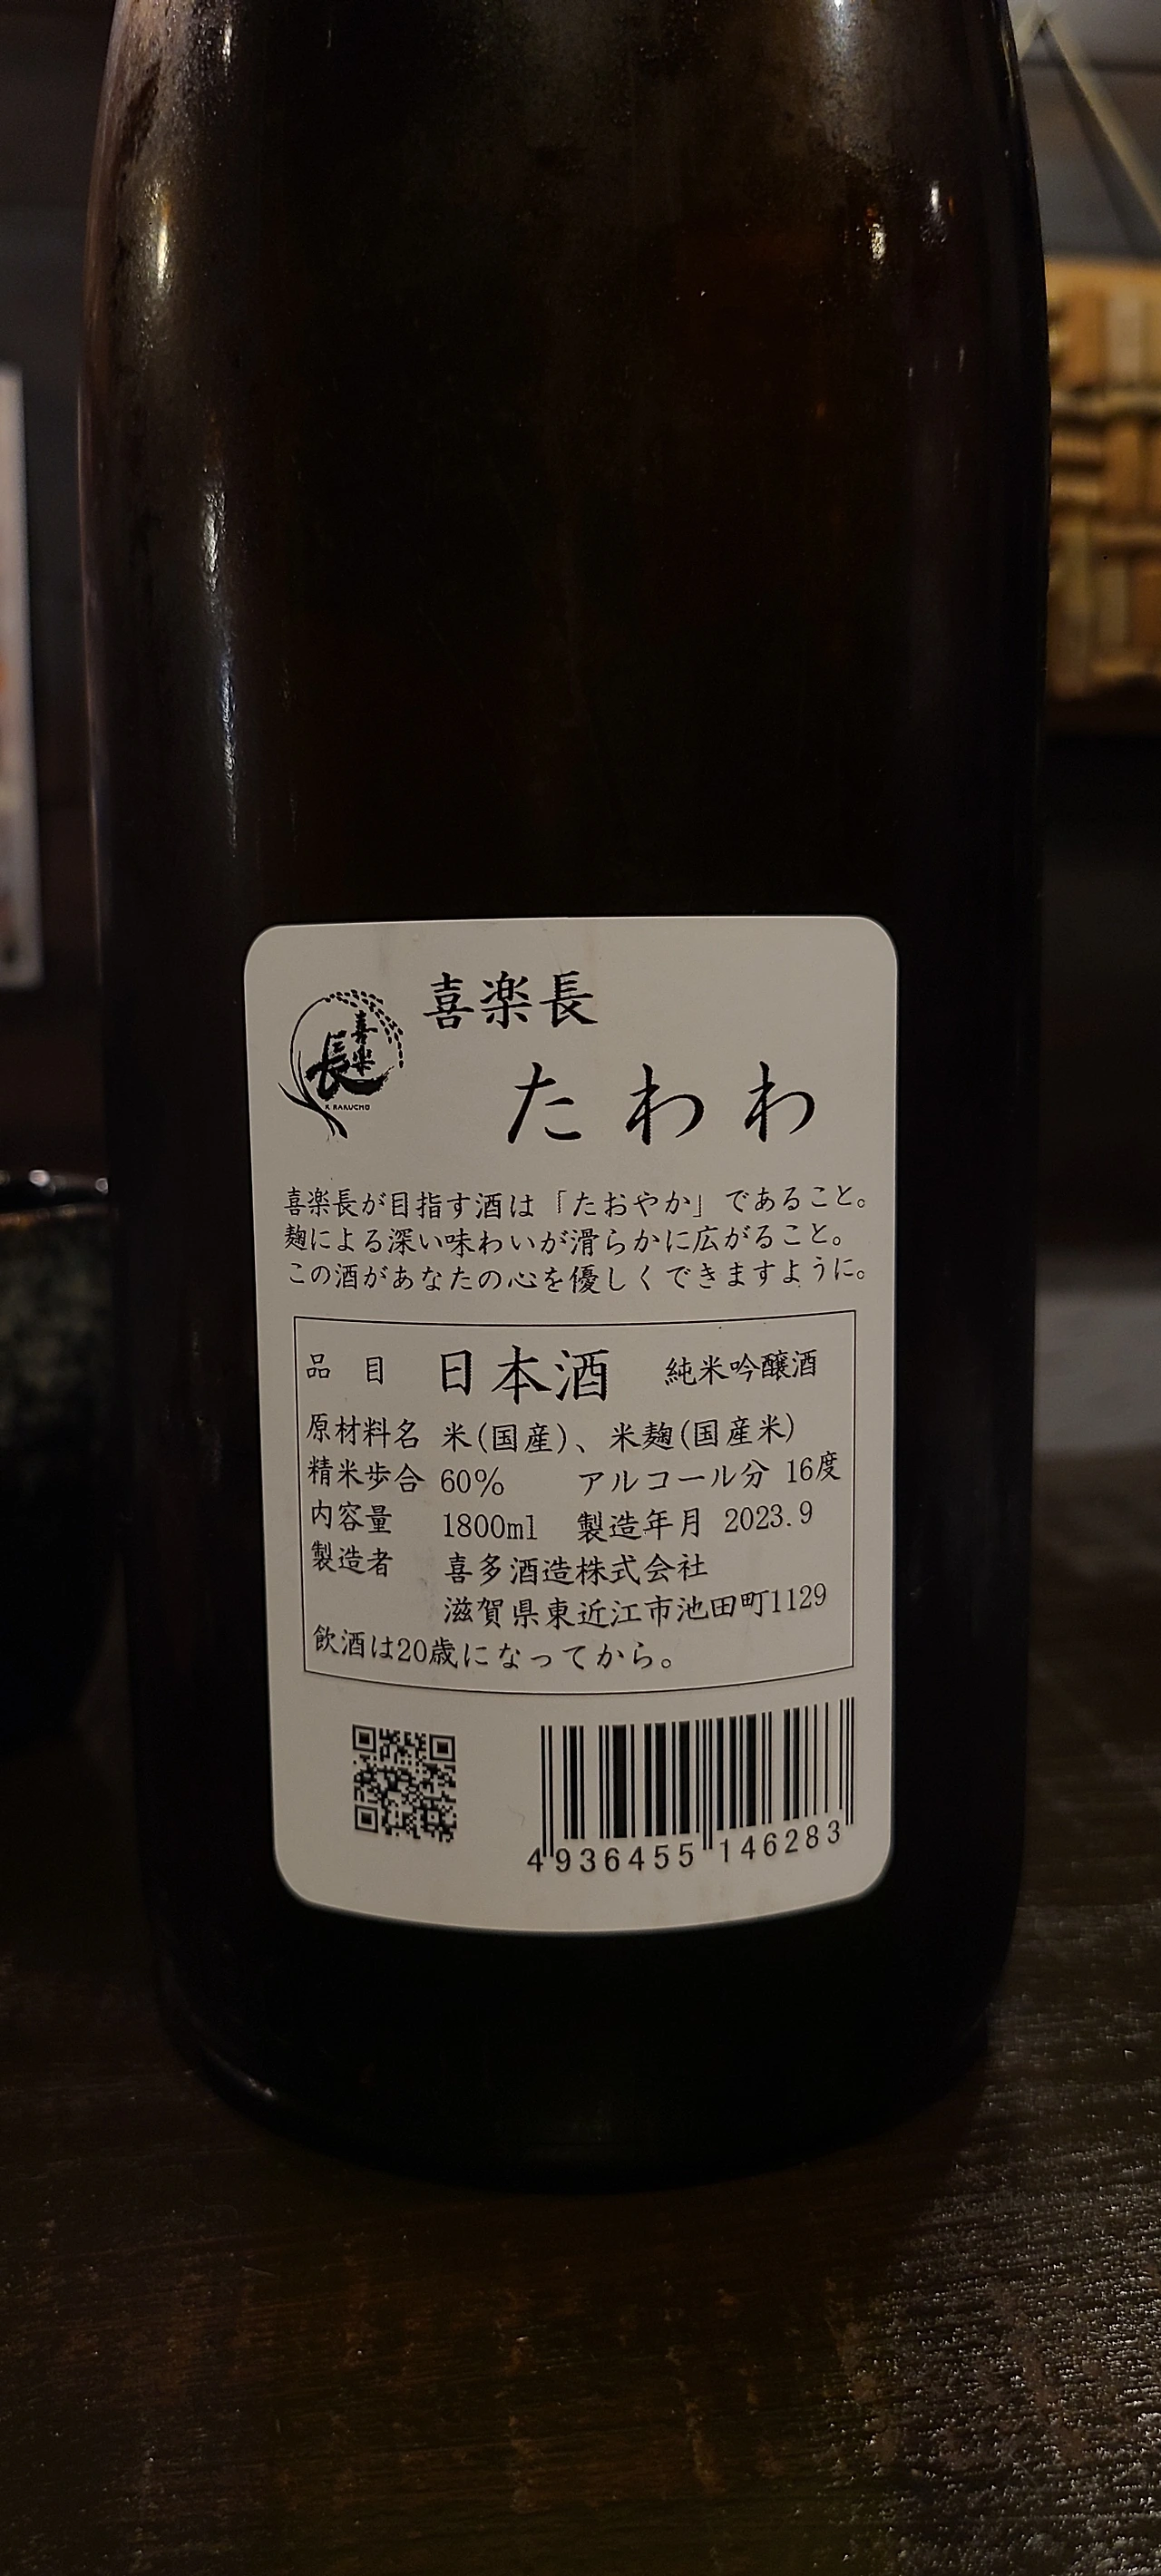 喜楽長
たわわ
喜楽長
KIRAKUCHO
喜楽長が目指す酒は「たおやか」であること。
麹による深い味わいが滑らかに広がること。
この酒があなたの心を優しくできますように。
品目 日本酒 純米吟醸酒
原材料名 米(国産)、米麹(国産米)
精米歩合 60% アルコール分 16度
内容量 1800ml 製造年月 2023.9
製造者 喜多酒造株式会社
滋賀県東近江市池田町1129
飲酒は20歳になってから。
4936455146283